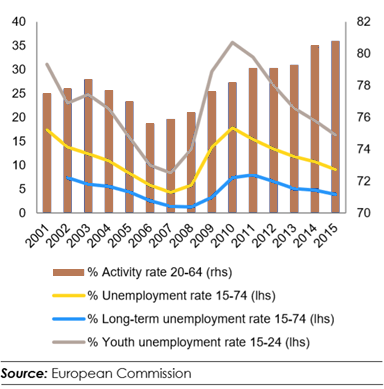 40 82
35 80
30 78
25
20 76
15 74
10 72
5
0 70
2001 2002 2003 2004 2005 2006 2007 2008 2009 2010 2011 2012 2013 2014 2015
% Activity rate 20-64 (rhs)
% Unemployment rate 15-74 (lhs)
% Long-term unemployment rate 15-74 (lhs)
% Youth unemployment rate 15-24 (lhs)
Source: European Commission